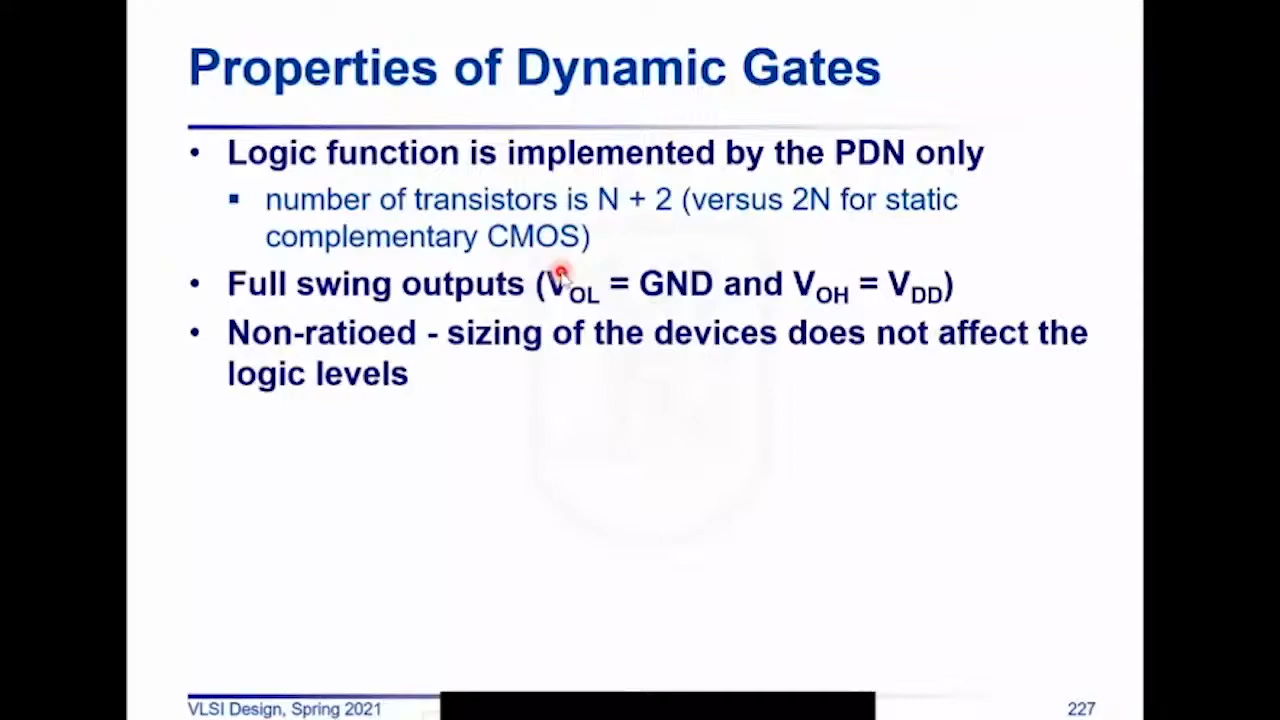 Properties of Dynamic Gates
• Logic function is implemented by the PDN only
▪ number of transistors is N + 2 (versus 2N for static
complementary CMOS)
• Full swing outputs (VOL = GND and VOH = VDD)
• Non-ratioed - sizing of the devices does not affect the
logic levels
VLSI Design, Spring 2021
227